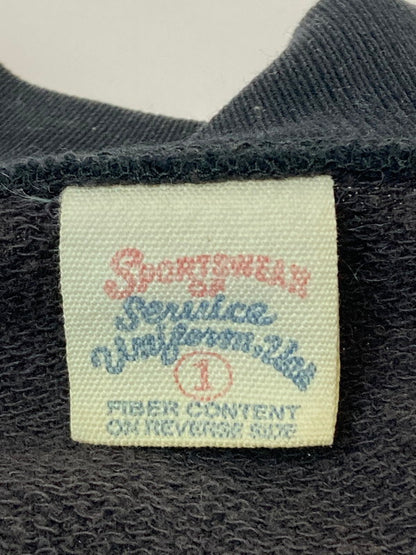 SPORTSWEAR
OF
Service
Uniform, Use
1
FIBER CONTENT
ON REVERSE SIDE